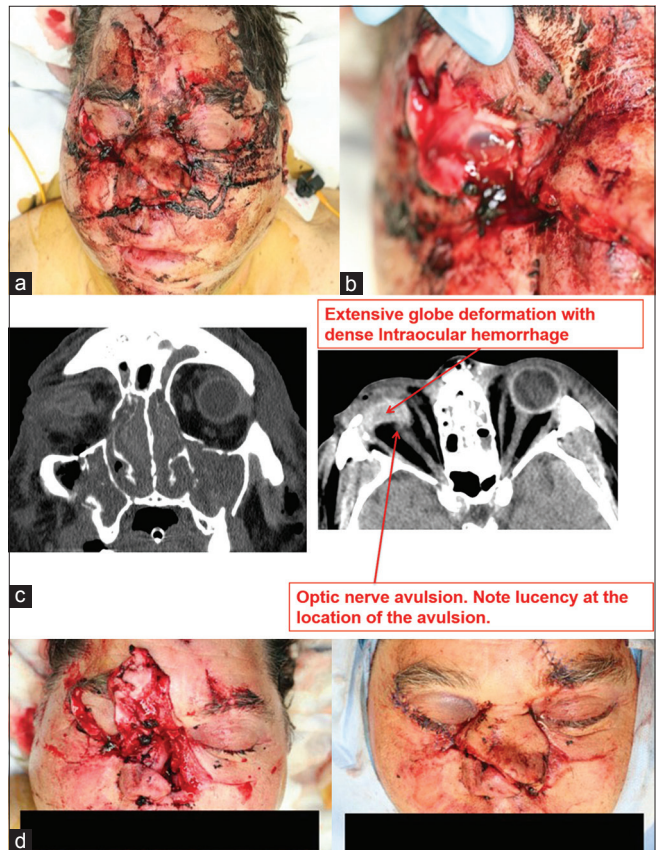 a
b
Extensive globe deformation with
dense Intraocular hemorrhage
c
Optic nerve avulsion. Note lucency at the
location of the avulsion.
d